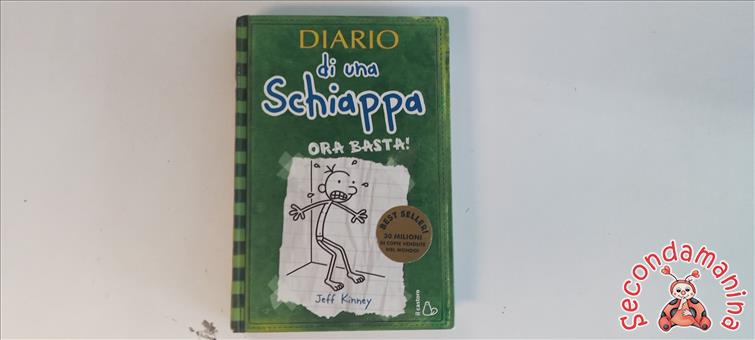 DIARIO
di una
Schiappa
ORA BASTA!
BEST SELLER!
30 MILIONI
DI COPIE VENDUTE
NEL MONDO!
Jeff Kinney
il castoro
Secondamanina